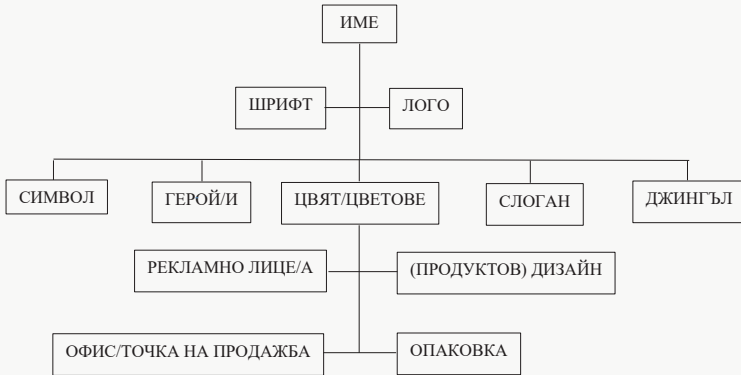 ИМЕ
ШРИФТ
ЛОГО
СИМВОЛ
ГЕРОЙ/И
ЦВЯТ/ЦВЕТОВЕ
СЛОГАН
ДЖИНГЪЛ
РЕКЛАМНО ЛИЦЕ/А
(ПРОДУКТОВ) ДИЗАЙН
ОФИС/ТОЧКА НА ПРОДАЖБА
ОПАКОВКА